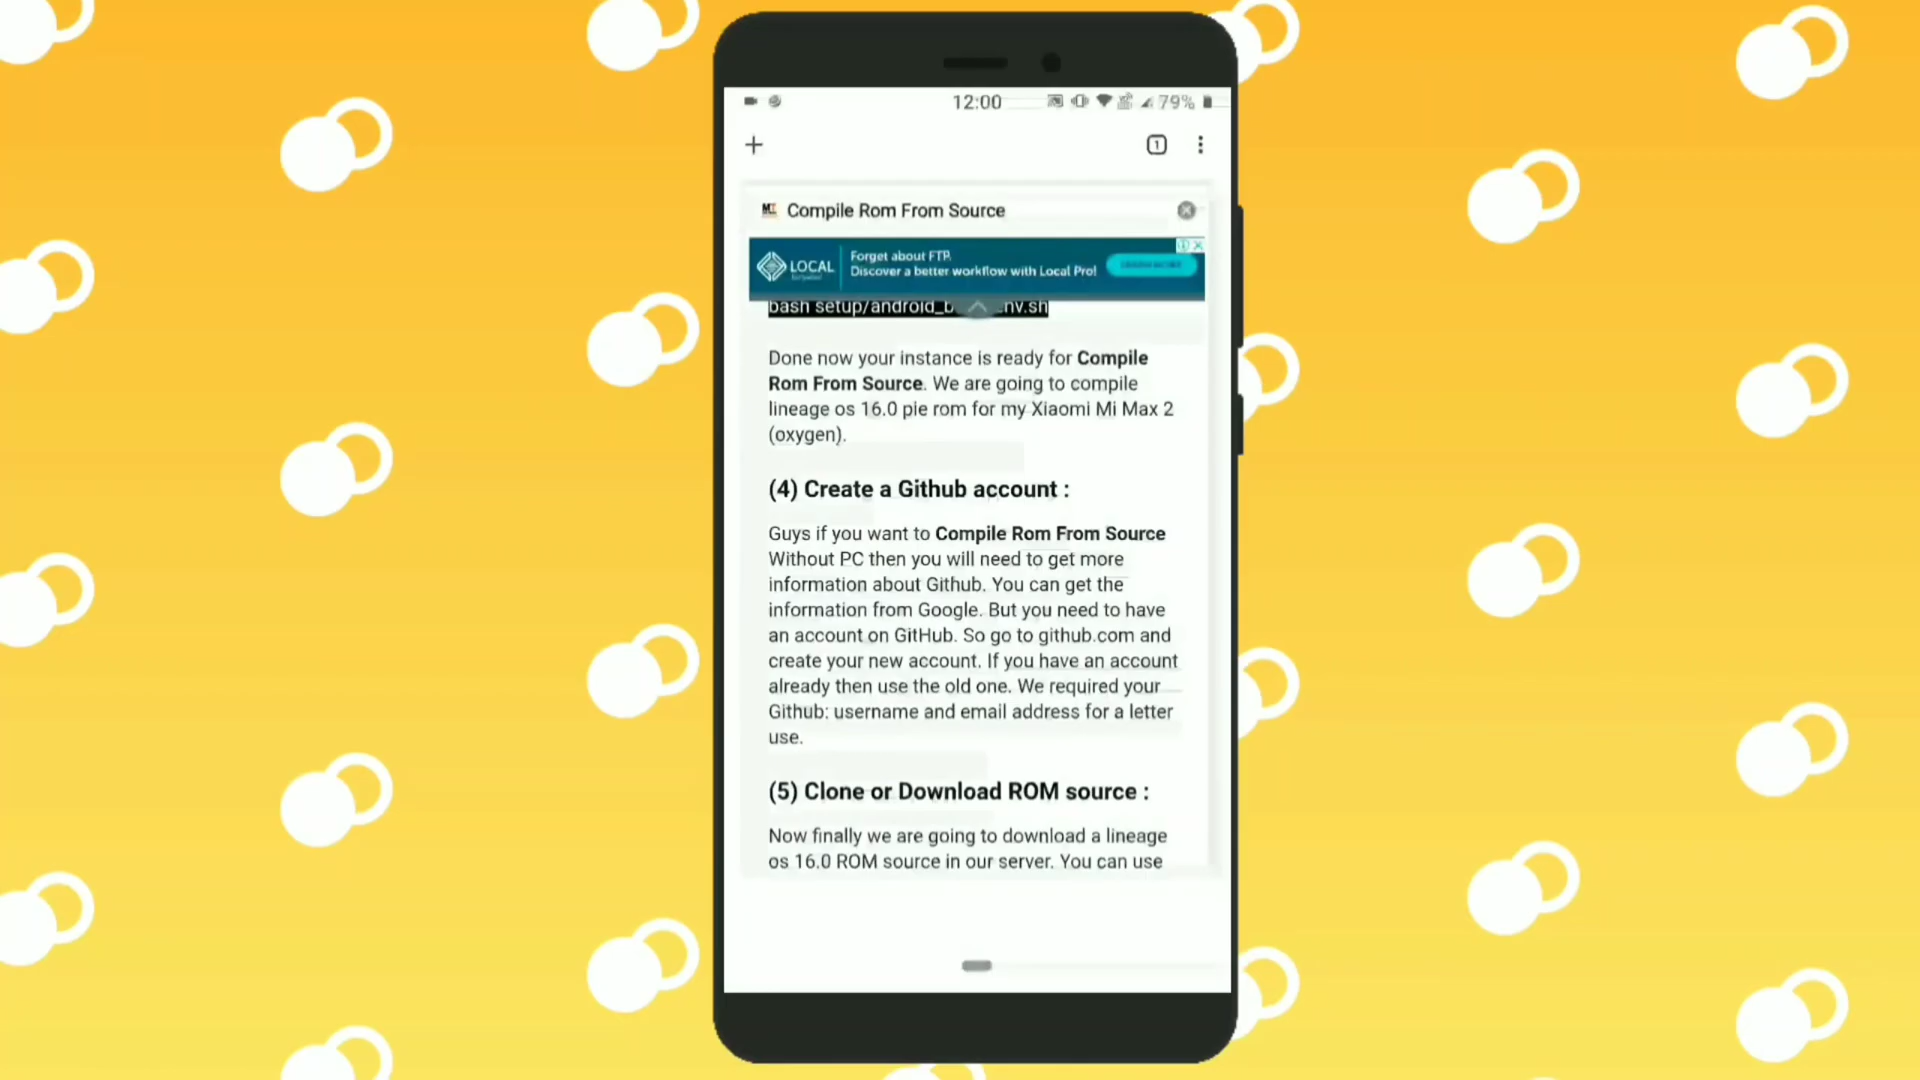 12:00
79%
1
MI Compile Rom From Source
LOCAL
Forget about FTP.
Discover a better workflow with Local Pro!
bash setup/android_b nv.sh
Done now your instance is ready for Compile
Rom From Source. We are going to compile
lineage os 16.0 pie rom for my Xiaomi Mi Max 2
(oxygen).
(4) Create a Github account :
Guys if you want to Compile Rom From Source
Without PC then you will need to get more
information about Github. You can get the
information from Google. But you need to have
an account on GitHub. So go to github.com and
create your new account. If you have an account
already then use the old one. We required your
Github: username and email address for a letter
use.
(5) Clone or Download ROM source :
Now finally we are going to download a lineage
os 16.0 ROM source in our server. You can use